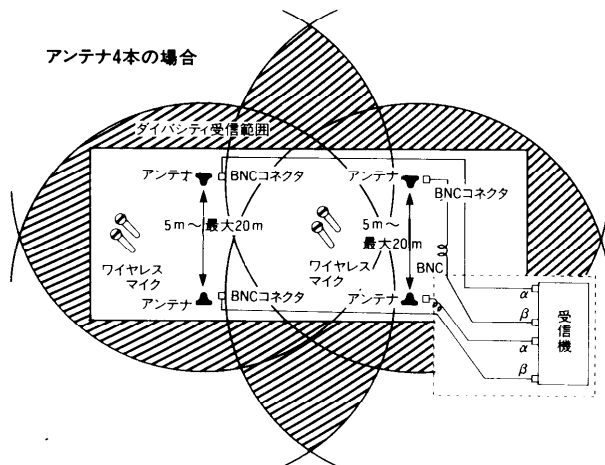 アンテナ4本の場合
ダイバシティ受信範囲
アンテナ
BNCコネクタ
アンテナ
BNCコネクタ
5m〜最大20m
5m〜
最大20m
ワイヤレス
マイク
ワイヤレス
マイク
BNC
アンテナ
BNCコネクタ
アンテナ
α
β
α
β
受信機